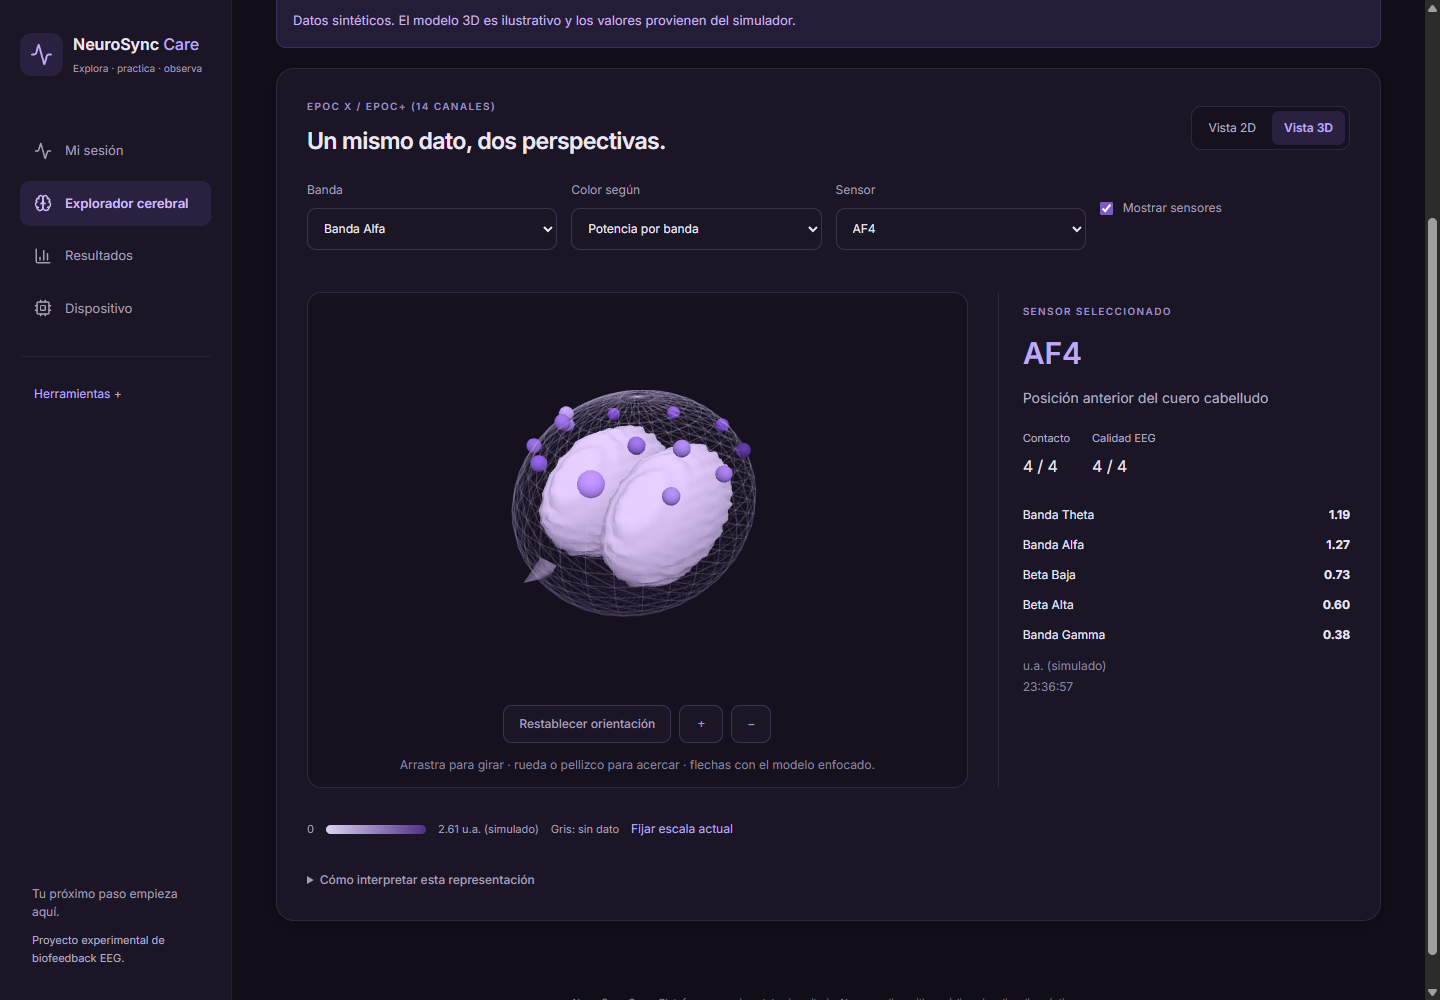 NeuroSync Care
Explora · practica · observa
Mi sesión
Explorador cerebral
Resultados
Dispositivo
Herramientas +
Tu próximo paso empieza
aquí.
Proyecto experimental de
biofeedback EEG.
Datos sintéticos. El modelo 3D es ilustrativo y los valores provienen del simulador.
EPOC X / EPOC+ (14 CANALES)
Un mismo dato, dos perspectivas.
Vista 2D
Vista 3D
Banda
Color según
Sensor
Banda Alfa
Potencia por banda
AF4
Mostrar sensores
Restablecer orientación
+
−
Arrastra para girar · rueda o pellizco para acercar · flechas con el modelo enfocado.
SENSOR SELECCIONADO
AF4
Posición anterior del cuero cabelludo
Contacto Calidad EEG
4 / 4 4 / 4
Banda Theta 1.19
Banda Alfa 1.27
Beta Baja 0.73
Beta Alta 0.60
Banda Gamma 0.38
u.a. (simulado)
23:36:57
0 2.61 u.a. (simulado) Gris: sin dato Fijar escala actual
Cómo interpretar esta representación